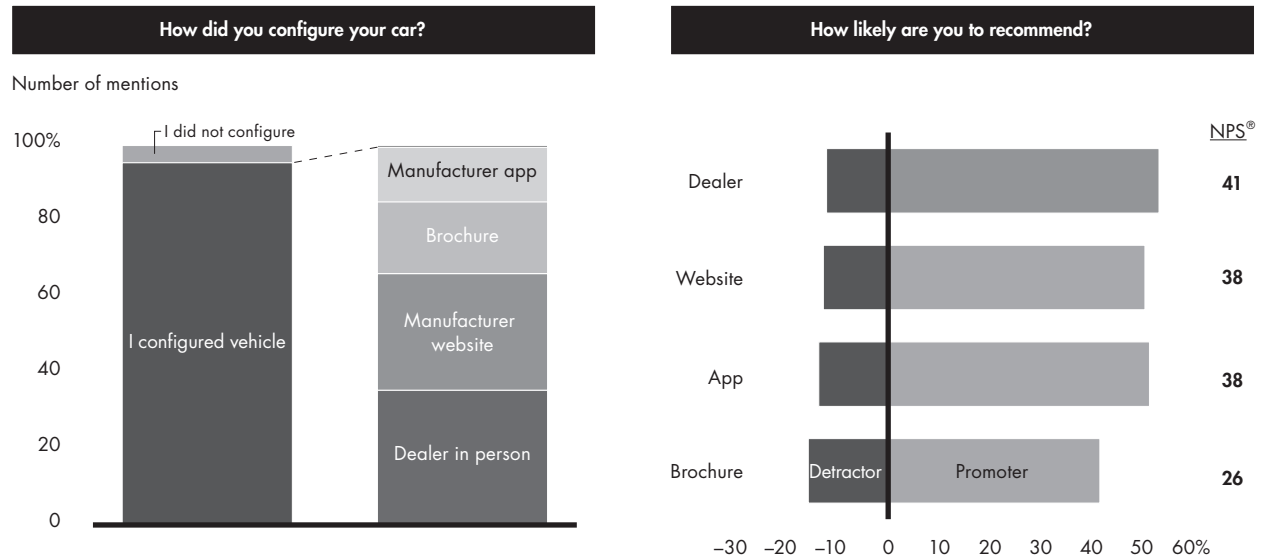 How did you configure your car?
Number of mentions
100%
80
60
40
20
0
I did not configure
I configured vehicle
Manufacturer app
Brochure
Manufacturer
website
Dealer in person
How likely are you to recommend?
NPS®
Dealer
41
Website
38
App
38
Brochure
Detractor
Promoter
26
–30 –20 –10 0 10 20 30 40 50 60%